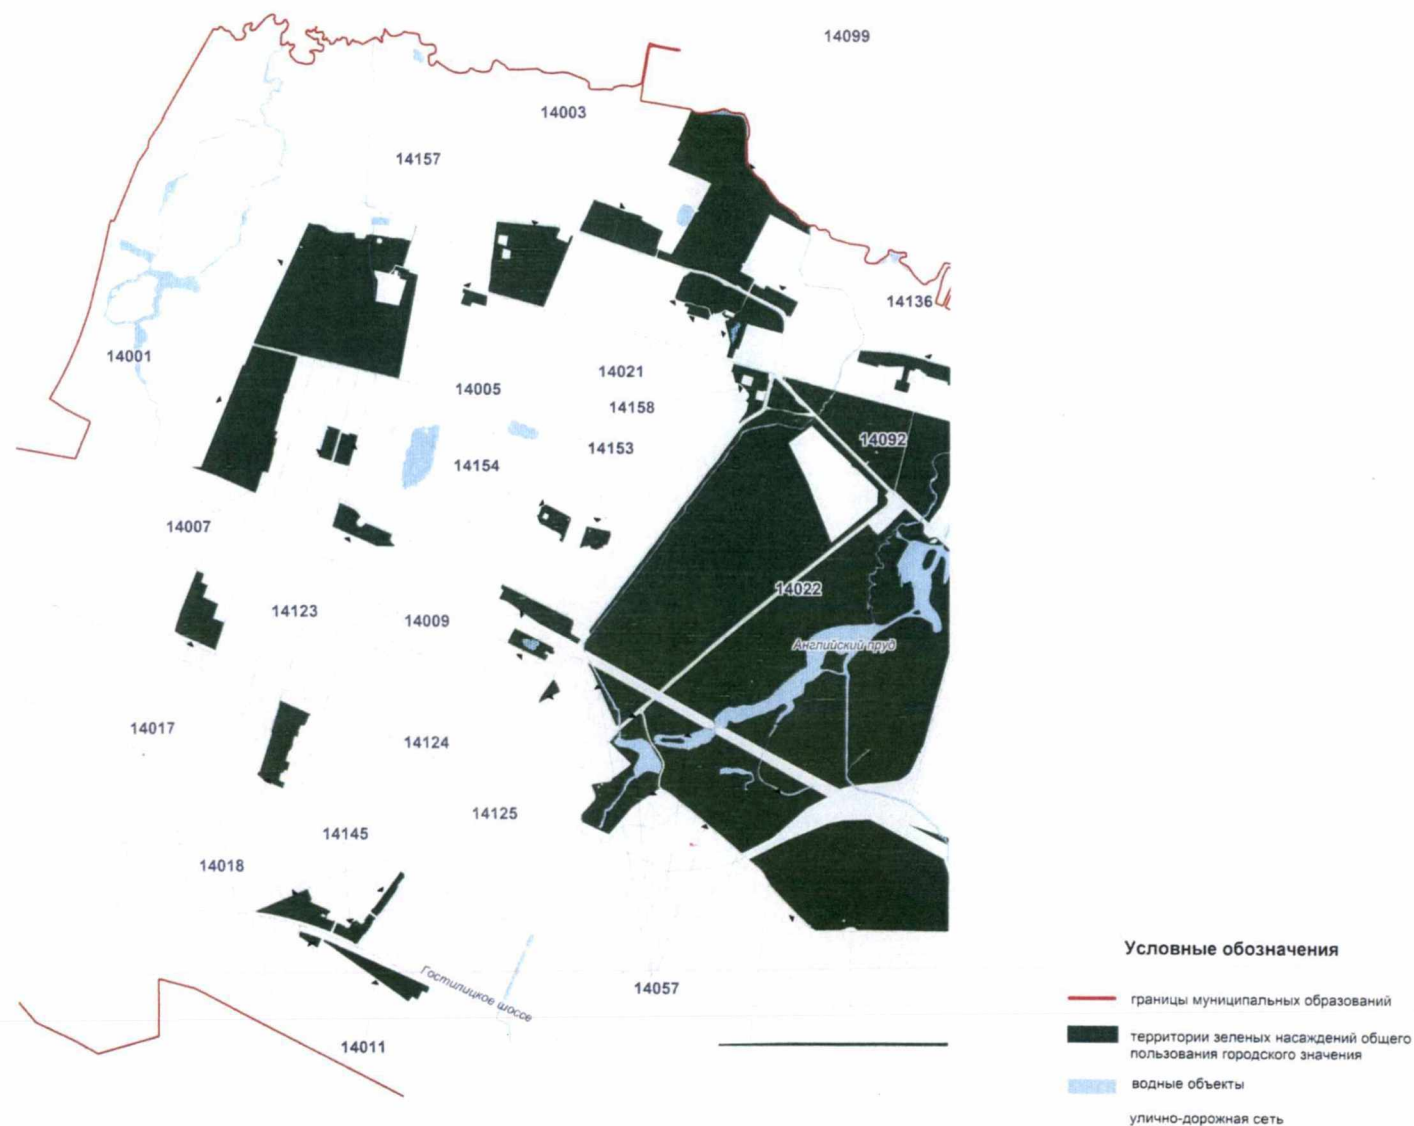 14099
14003
14157
14136
14001
14021
14005
14158
14092
14153
14154
14007
14022
14123
14009
Английский пруд
14017
14124
14125
14145
14018
Гостилицкое шоссе
14057
14011
Условные обозначения
границы муниципальных образований
территории зеленых насаждений общего
пользования городского значения
водные объекты
улично-дорожная сеть